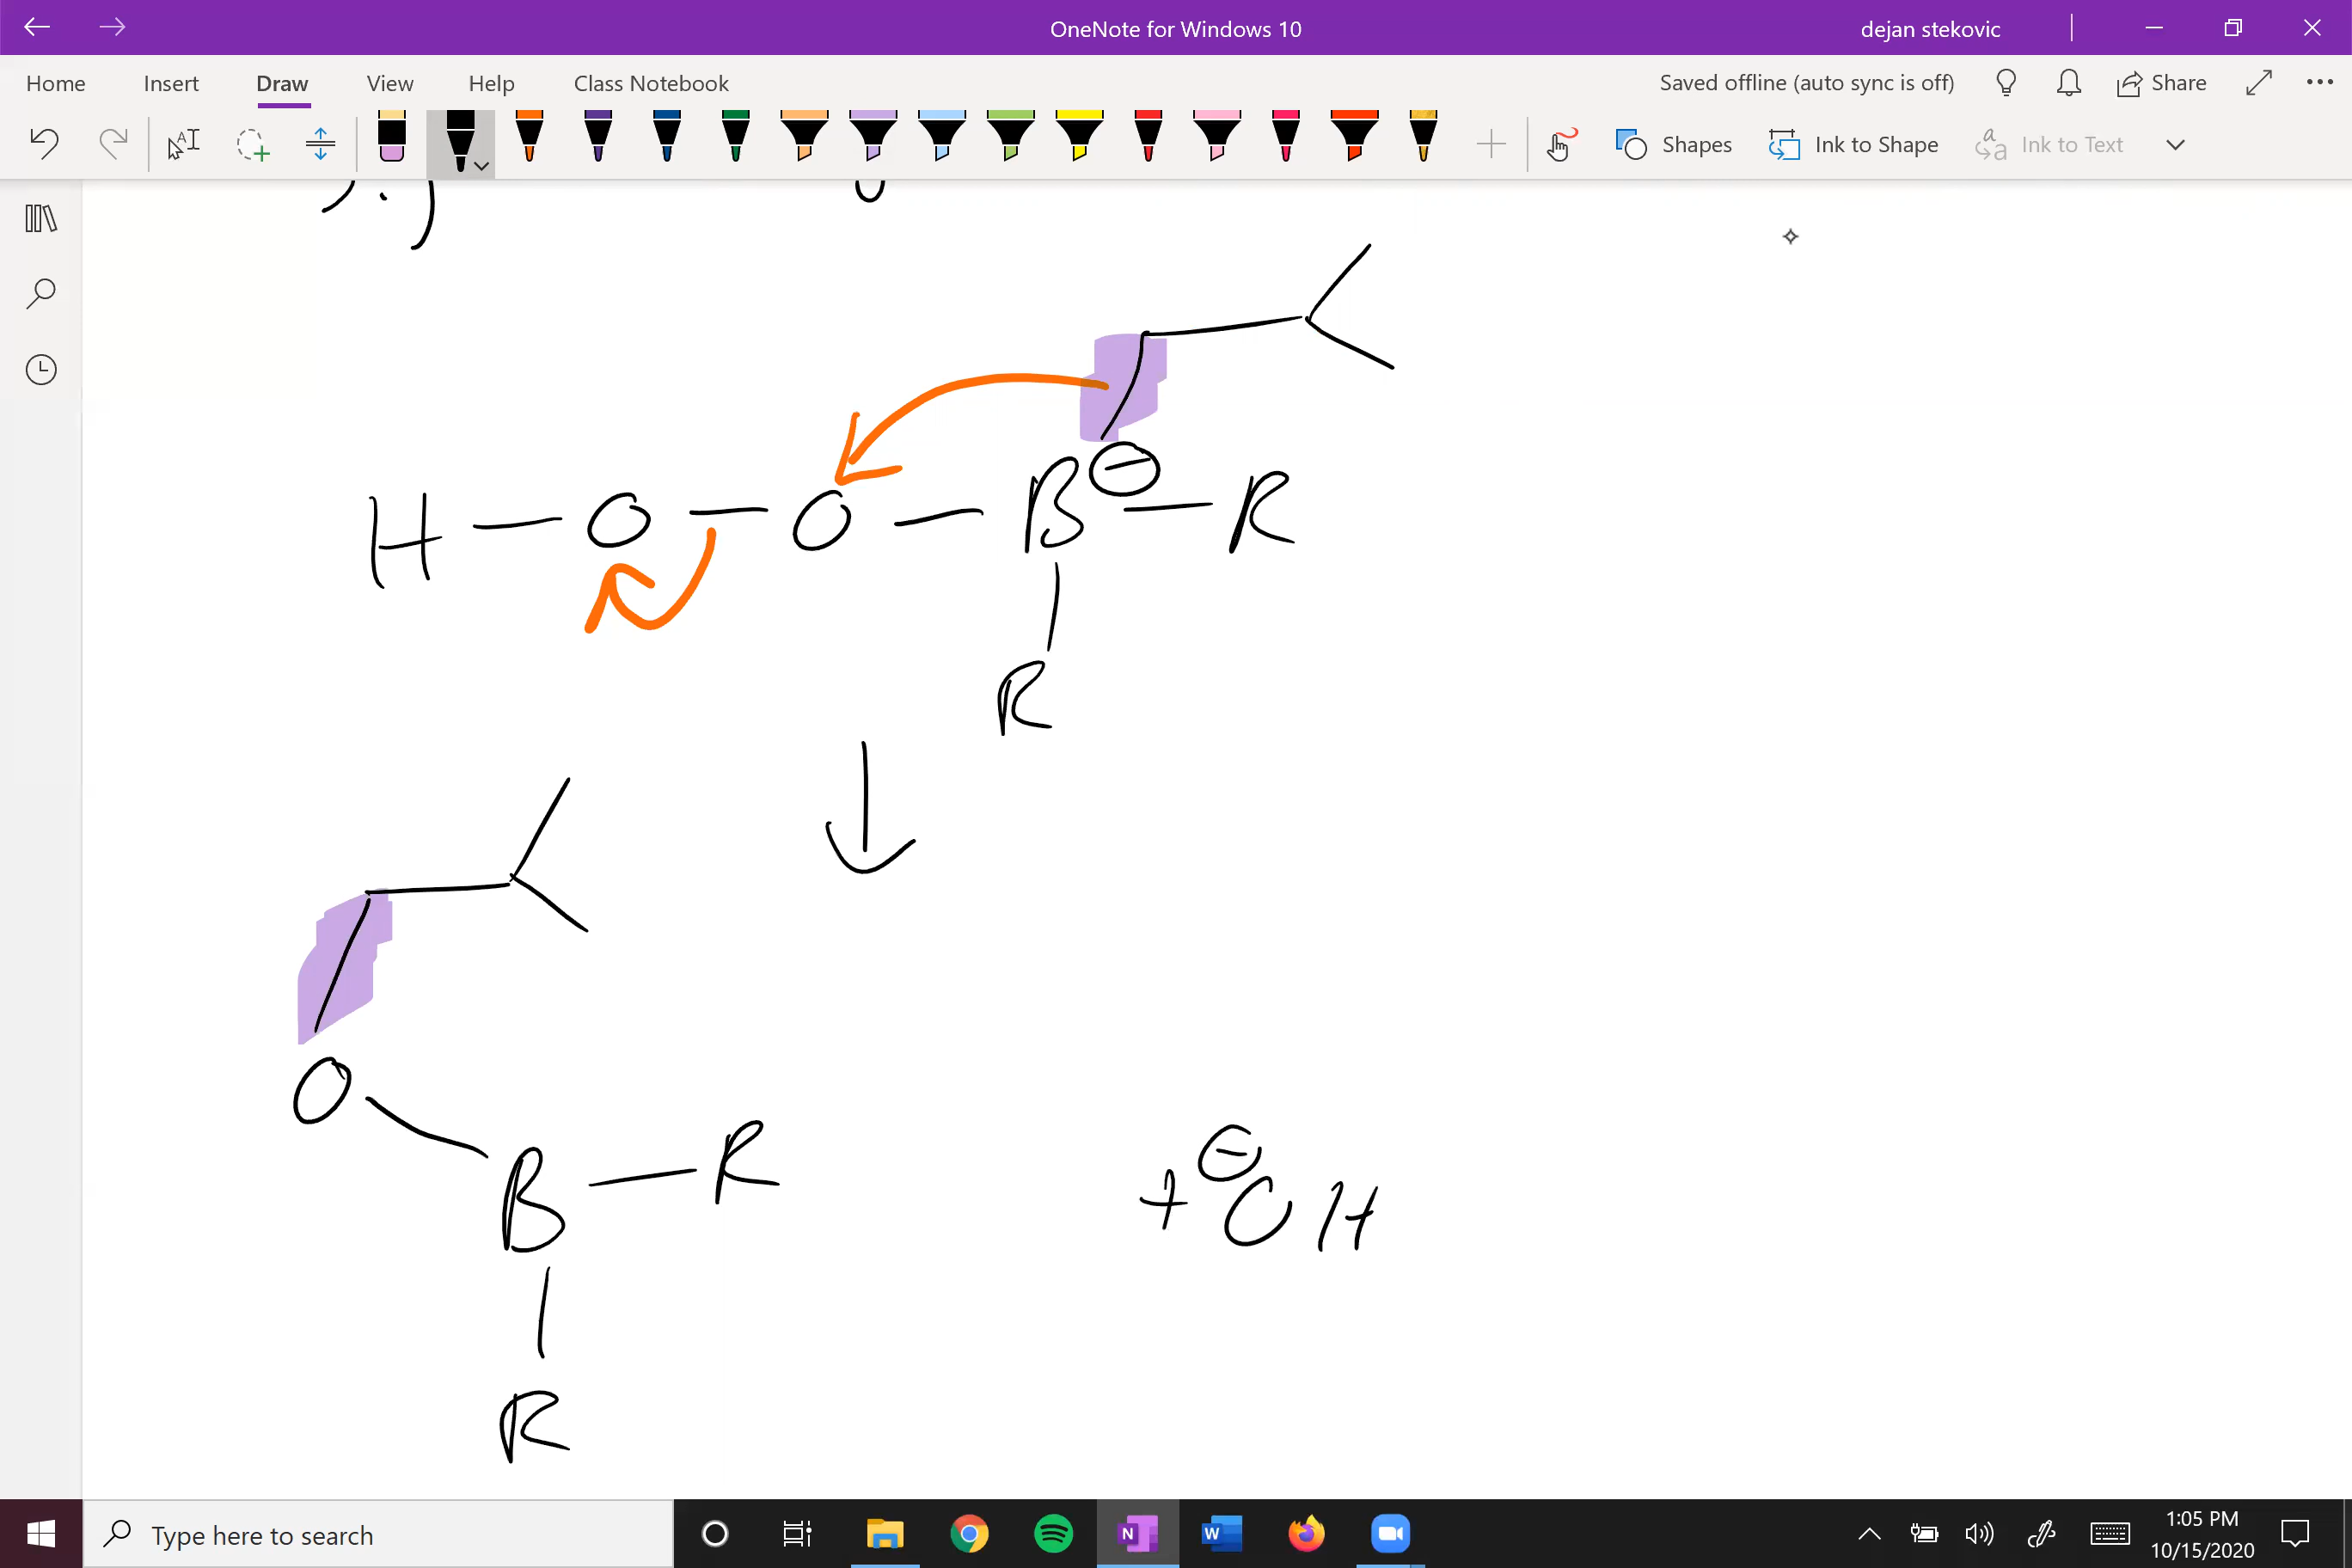 OneNote for Windows 10
dejan stekovic
Home Insert Draw View Help Class Notebook
Saved offline (auto sync is off) Share
Shapes Ink to Shape Ink to Text
H — O — O — B ⊖ — R
R
O
B — R
+ ⊖ OH
R
Type here to search
1:05 PM
10/15/2020